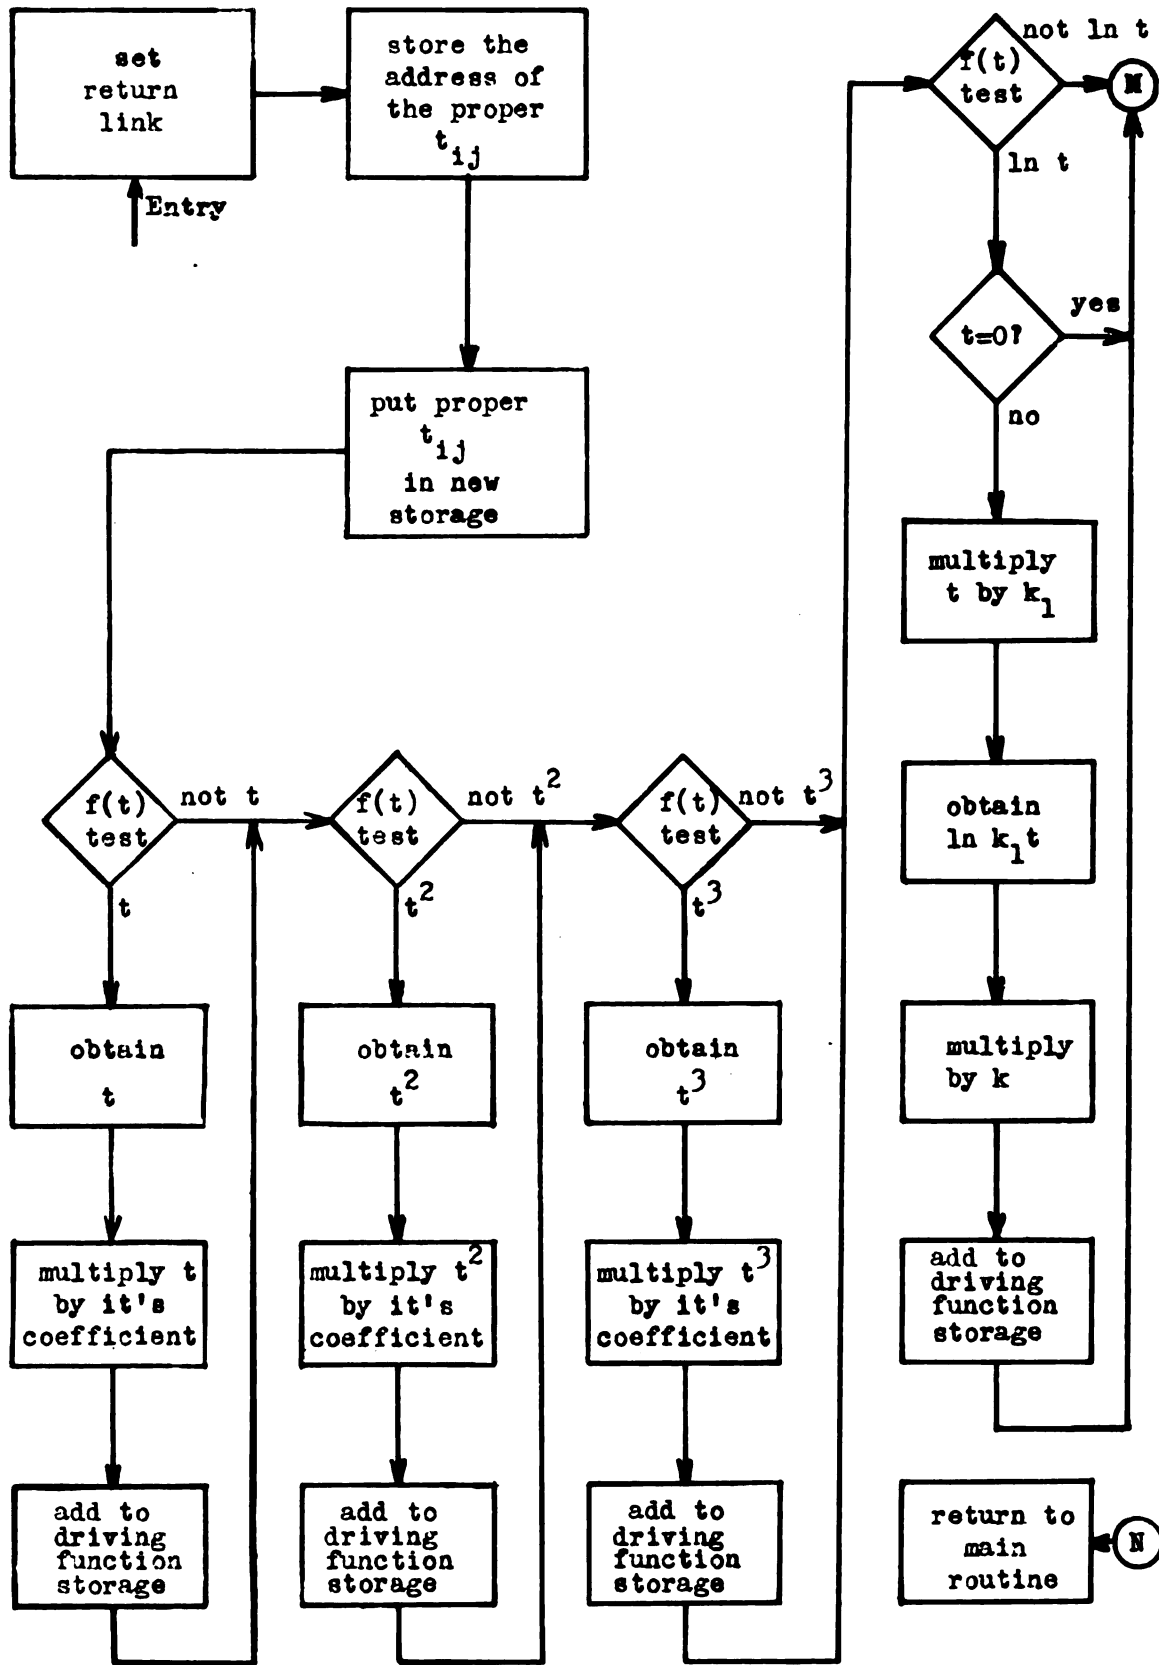 set
return
link
Entry
store the
address of
the proper
t_ij
put proper
t_ij
in new
storage
f(t)
test
not t
t
obtain
t
multiply t
by it's
coefficient
add to
driving
function
storage
f(t)
test
not t²
t²
obtain
t²
multiply t²
by it's
coefficient
add to
driving
function
storage
f(t)
test
not t³
t³
obtain
t³
multiply t³
by it's
coefficient
add to
driving
function
storage
f(t)
test
not ln t
M
ln t
t=0?
yes
no
multiply
t by k₁
obtain
ln k₁t
multiply
by k
add to
driving
function
storage
return to
main
routine
N